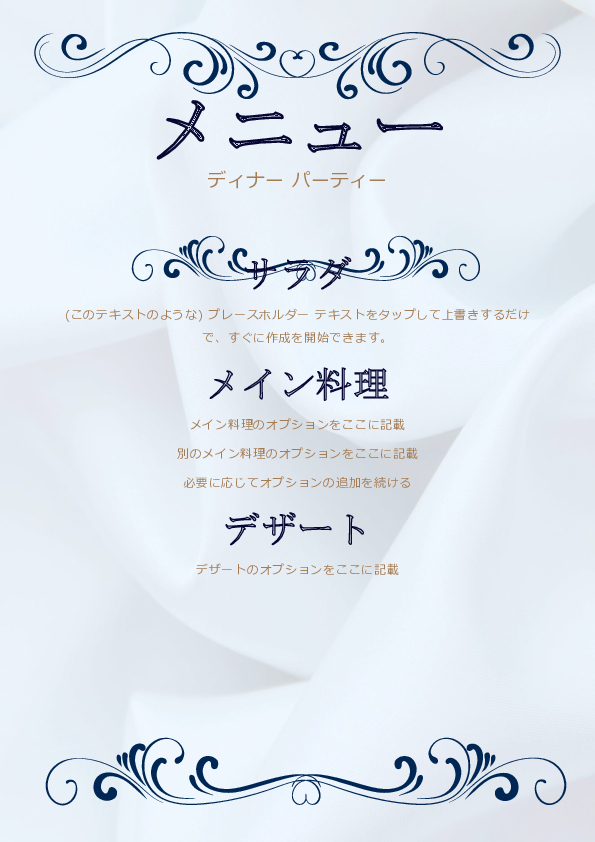 メニュー
ディナー パーティー
サラダ
(このテキストのような) プレースホルダー テキストをタップして上書きするだけ
で、すぐに作成を開始できます。
メイン料理
メイン料理のオプションをここに記載
別のメイン料理のオプションをここに記載
必要に応じてオプションの追加を続ける
デザート
デザートのオプションをここに記載